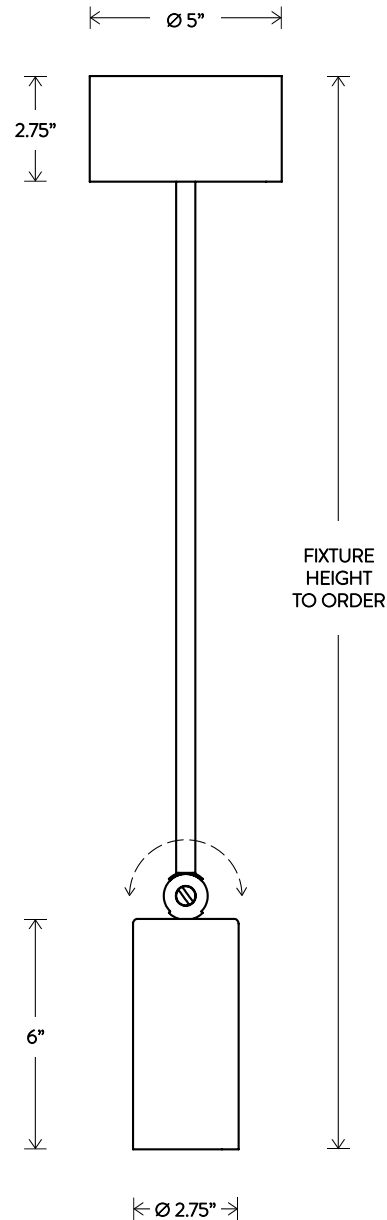 Ø 5”
2.75”
FIXTURE
HEIGHT
TO ORDER
6”
Ø 2.75”